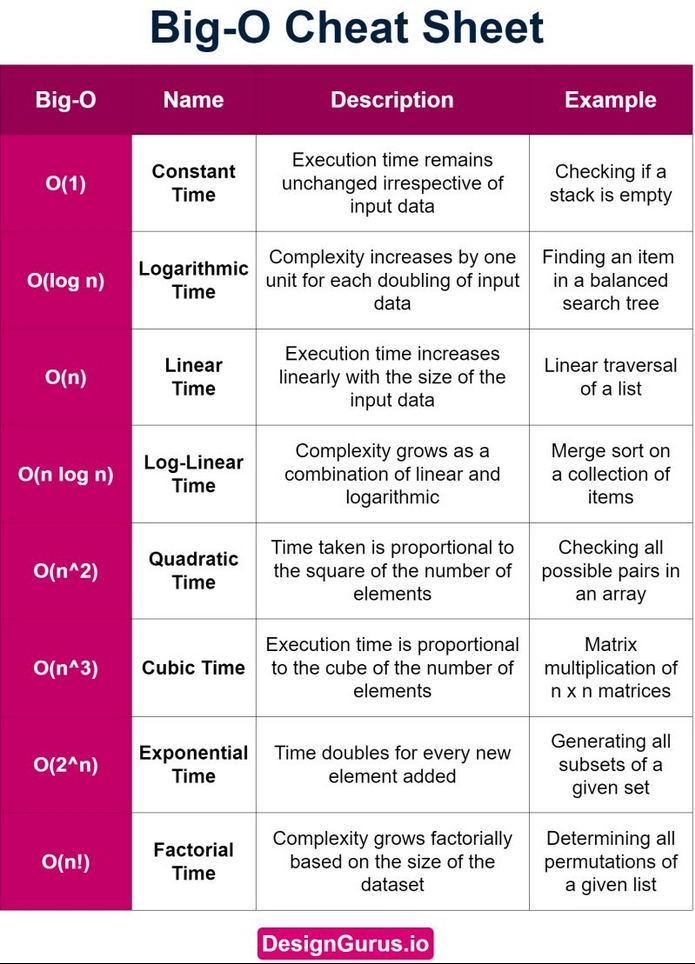 Big-O Cheat Sheet
Big-O
Name
Description
Example
O(1)
Constant
Time
Execution time remains
unchanged irrespective of
input data
Checking if a
stack is empty
O(log n)
Logarithmic
Time
Complexity increases by one
unit for each doubling of input
data
Finding an item
in a balanced
search tree
O(n)
Linear
Time
Execution time increases
linearly with the size of the
input data
Linear traversal
of a list
O(n log n)
Log-Linear
Time
Complexity grows as a
combination of linear and
logarithmic
Merge sort on
a collection of
items
O(n^2)
Quadratic
Time
Time taken is proportional to
the square of the number of
elements
Checking all
possible pairs in
an array
O(n^3)
Cubic Time
Execution time is proportional
to the cube of the number of
elements
Matrix
multiplication of
n x n matrices
O(2^n)
Exponential
Time
Time doubles for every new
element added
Generating all
subsets of a
given set
O(n!)
Factorial
Time
Complexity grows factorially
based on the size of the
dataset
Determining all
permutations of
a given list
DesignGurus.io